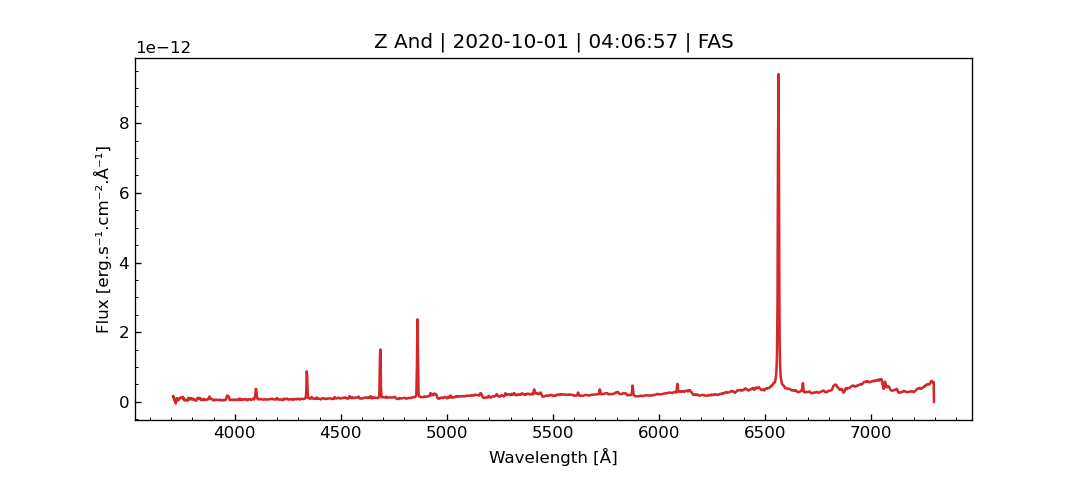 Z And | 2020-10-01 | 04:06:57 | FAS
1e−12
8
6
4
2
0
Flux [erg.s⁻¹.cm⁻².Å⁻¹]
4000 4500 5000 5500 6000 6500 7000
Wavelength [Å]